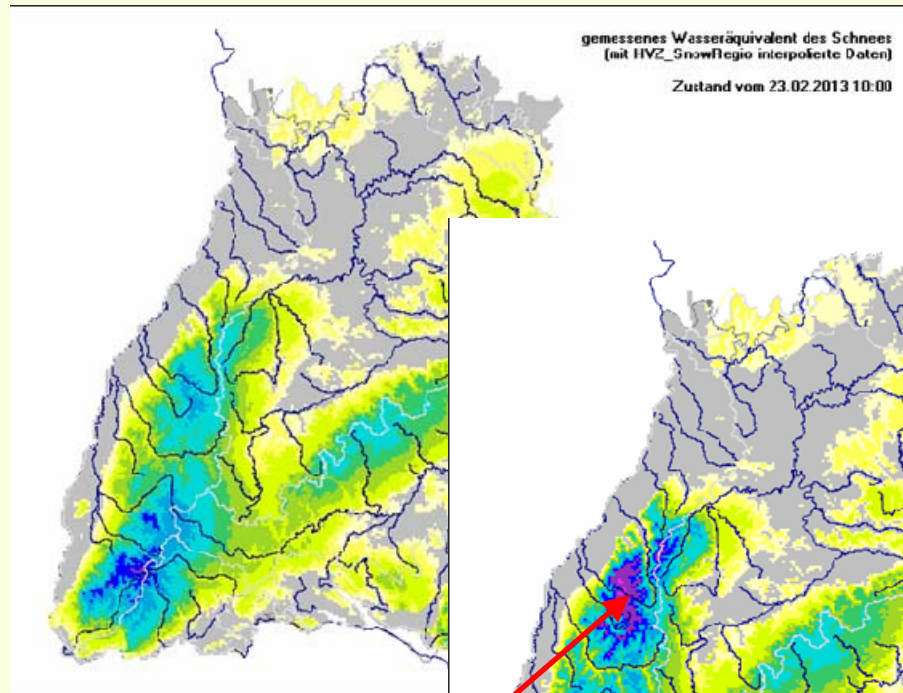 gemessenes Wasseräquivalent des Schnees
(mit HVZ_SnowRegio interpolierte Daten)
Zustand vom 23.02.2013 10:00